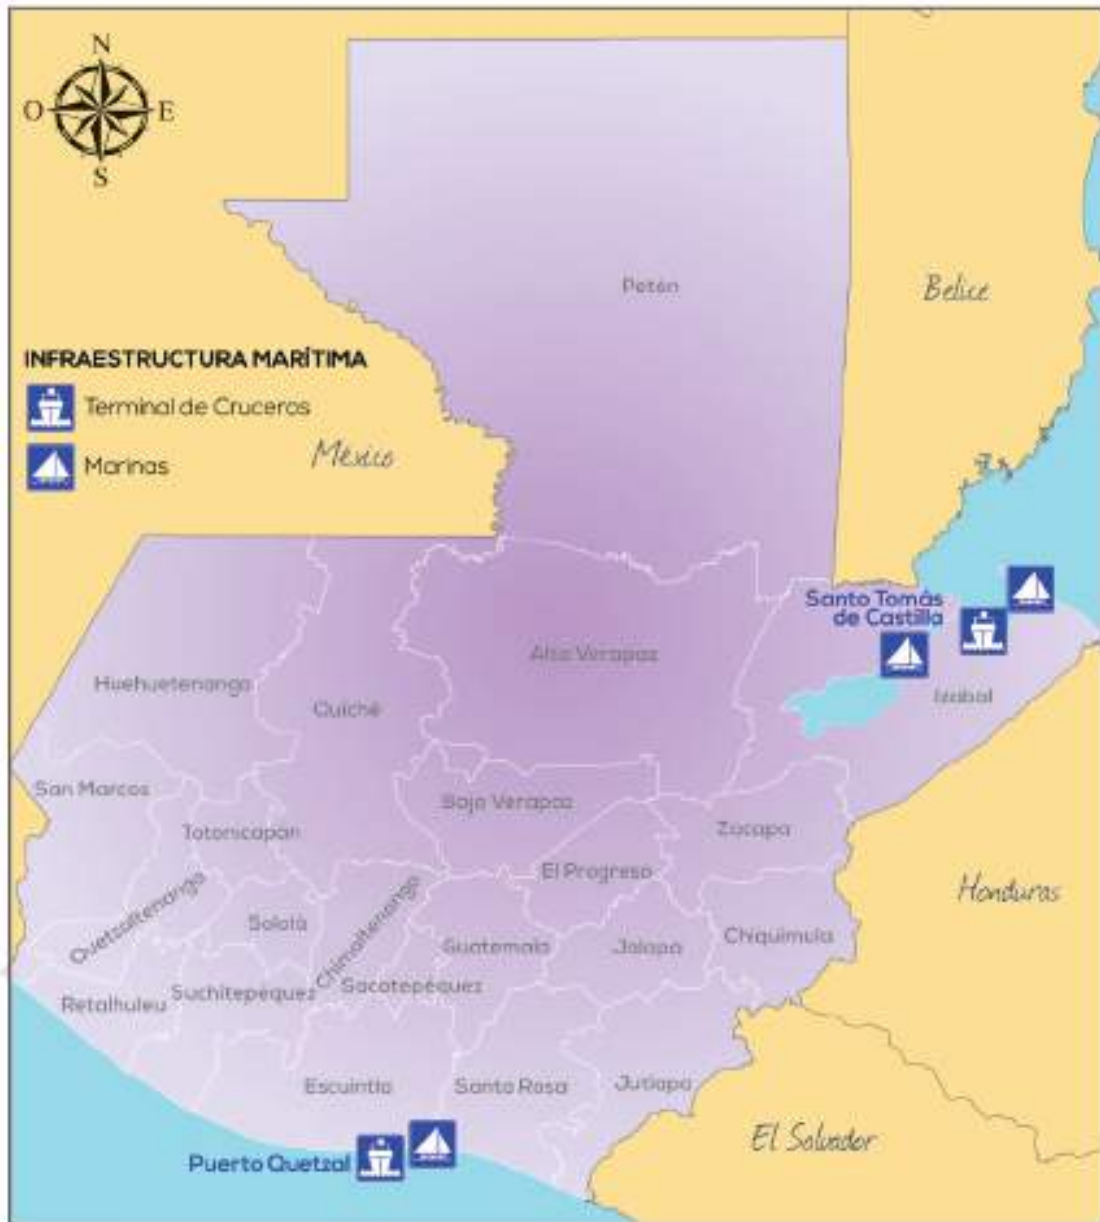 N
O
E
S
Petén
Belice
INFRAESTRUCTURA MARÍTIMA
Terminal de Cruceros
México
Marinas
Santo Tomás
de Castilla
Alta Verapaz
Huehuetenango
Quiché
Izabal
San Marcos
Baja Verapaz
Totonicapán
Zacapa
El Progreso
Quetzaltenango
Honduras
Sololá
Chimaltenango
Guatemala
Jalapa
Chiquimula
Retalhuleu
Suchitepéquez
Sacatepéquez
Escuintla
Santa Rosa
Jutiapa
El Salvador
Puerto Quetzal